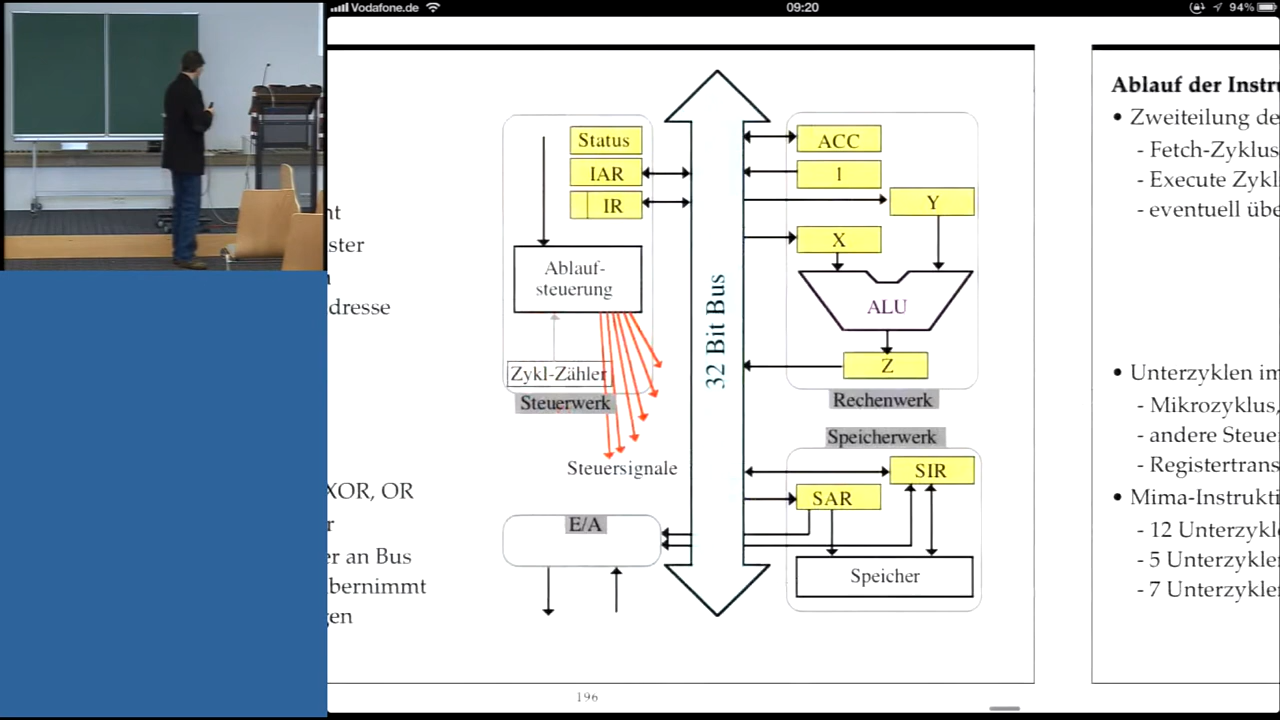 Vodafone.de
09:20
94%
nt
ster
n
dresse
XOR, OR
r
er an Bus
bernimmt
gen
Status
IAR
IR
Ablauf-
steuerung
Zykl-Zähler
Steuerwerk
Steuersignale
E/A
32 Bit Bus
ACC
1
Y
X
ALU
Z
Rechenwerk
Speicherwerk
SIR
SAR
Speicher
196
Ablauf der Instru
• Zweiteilung de
- Fetch-Zyklus
- Execute Zykl
- eventuell übe
• Unterzyklen im
- Mikrozyklus,
- andere Steue
- Registertrans
• Mima-Instrukti
- 12 Unterzykle
- 5 Unterzykle
- 7 Unterzykle